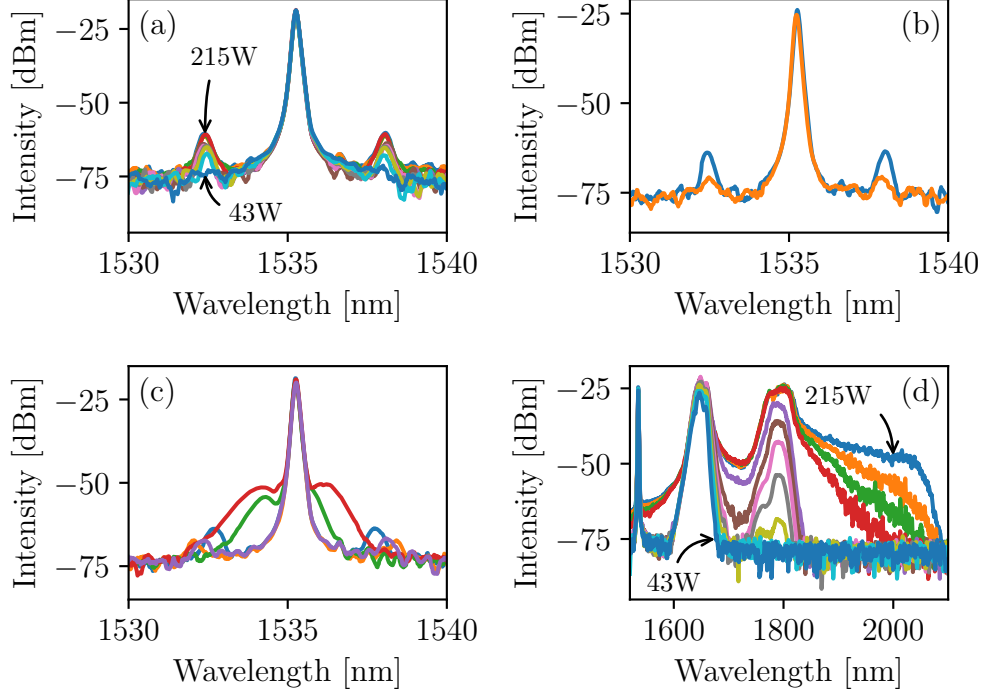 (a)
215W
43W
Intensity [dBm]
−25
−50
−75
1530
1535
1540
Wavelength [nm]
(b)
Intensity [dBm]
−25
−50
−75
1530
1535
1540
Wavelength [nm]
(c)
Intensity [dBm]
−25
−50
−75
1530
1535
1540
Wavelength [nm]
(d)
215W
43W
Intensity [dBm]
−25
−50
−75
1600
1800
2000
Wavelength [nm]